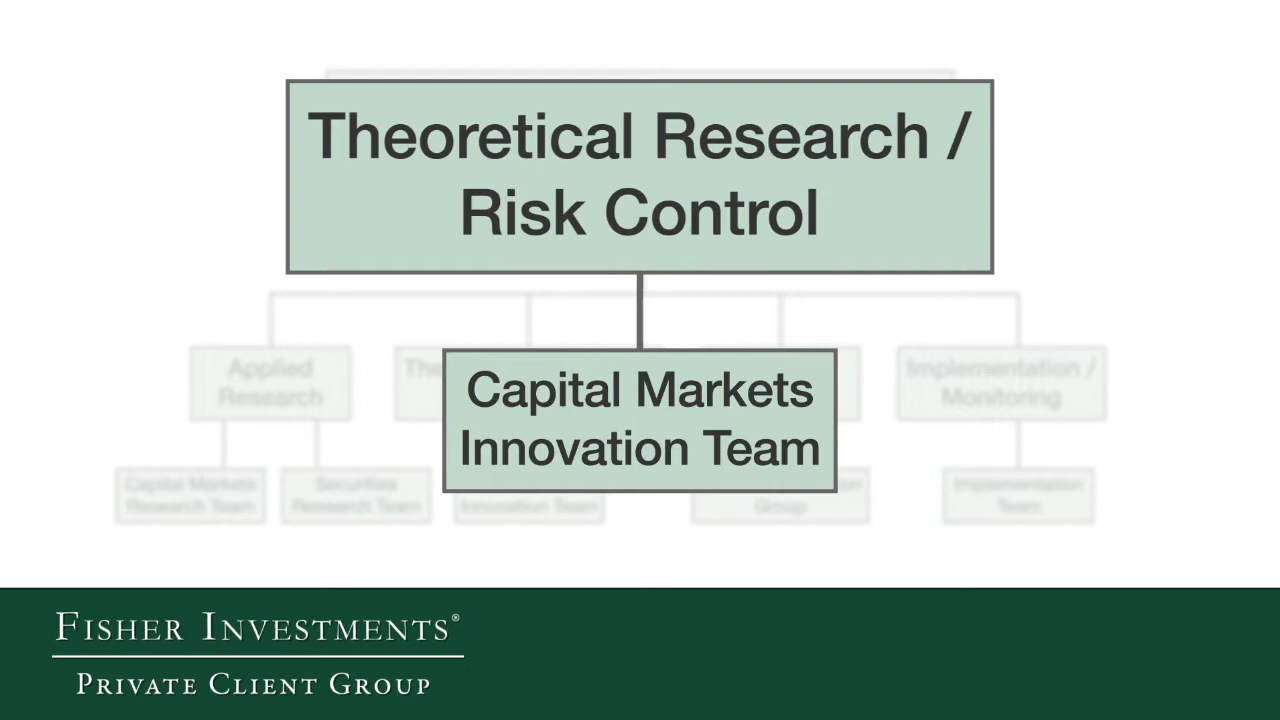 Theoretical Research /
Risk Control
Capital Markets
Innovation Team
Applied
Research
Implementation /
Monitoring
Capital Markets
Research Team
Securities
Research Team
Innovation Team
Group
Implementation
Team
FISHER INVESTMENTS®
PRIVATE CLIENT GROUP